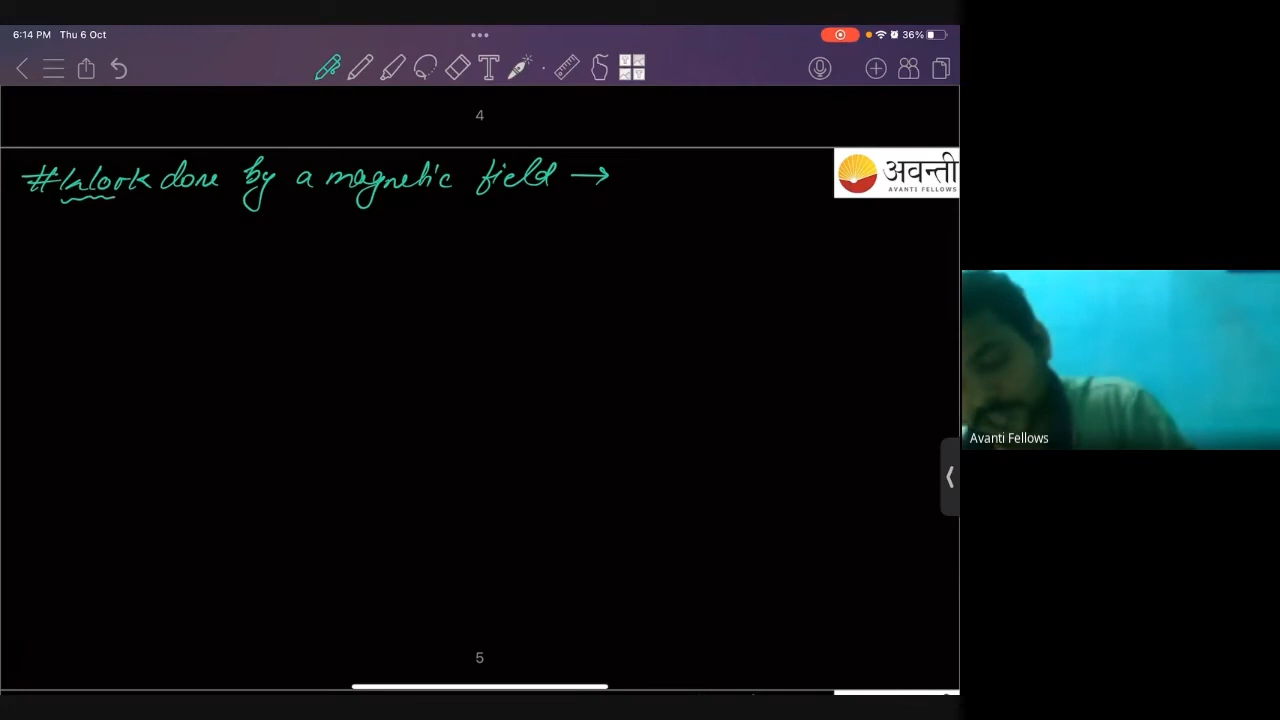 6:14 PM Thu 6 Oct
36%
4
#Work done by a magnetic field →
अवन्ती
AVANTI FELLOWS
Avanti Fellows
5